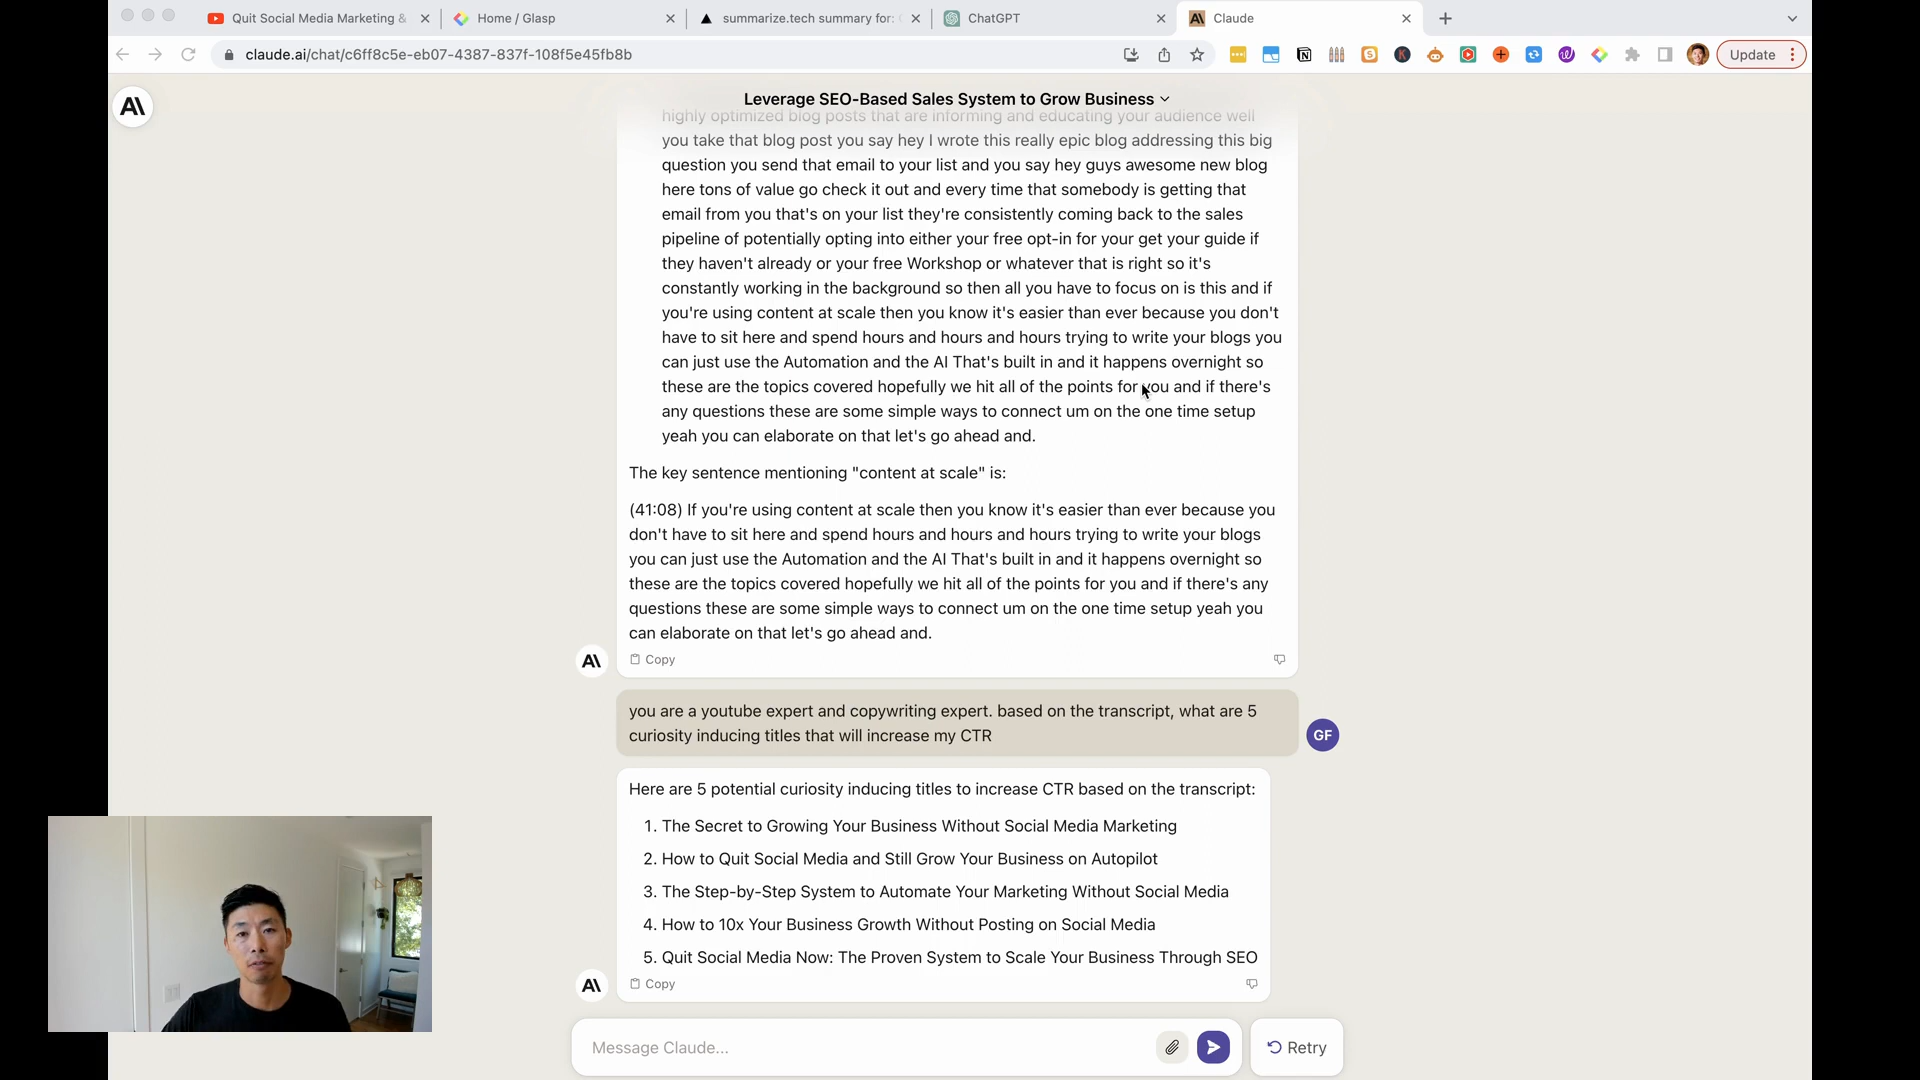 Quit Social Media Marketing &
Home / Glasp
summarize.tech summary for:
ChatGPT
Claude
claude.ai/chat/c6ff8c5e-eb07-4387-837f-108f5e45fb8b
Update
Leverage SEO-Based Sales System to Grow Business
highly optimized blog posts that are informing and educating your audience well
you take that blog post you say hey I wrote this really epic blog addressing this big
question you send that email to your list and you say hey guys awesome new blog
here tons of value go check it out and every time that somebody is getting that
email from you that's on your list they're consistently coming back to the sales
pipeline of potentially opting into either your free opt-in for your get your guide if
they haven't already or your free Workshop or whatever that is right so it's
constantly working in the background so then all you have to focus on is this and if
you're using content at scale then you know it's easier than ever because you don't
have to sit here and spend hours and hours and hours trying to write your blogs you
can just use the Automation and the AI That's built in and it happens overnight so
these are the topics covered hopefully we hit all of the points for you and if there's
any questions these are some simple ways to connect um on the one time setup
yeah you can elaborate on that let's go ahead and.
The key sentence mentioning "content at scale" is:
(41:08) If you're using content at scale then you know it's easier than ever because you
don't have to sit here and spend hours and hours and hours trying to write your blogs
you can just use the Automation and the AI That's built in and it happens overnight so
these are the topics covered hopefully we hit all of the points for you and if there's any
questions these are some simple ways to connect um on the one time setup yeah you
can elaborate on that let's go ahead and.
Copy
you are a youtube expert and copywriting expert. based on the transcript, what are 5
curiosity inducing titles that will increase my CTR
GF
Here are 5 potential curiosity inducing titles to increase CTR based on the transcript:
1. The Secret to Growing Your Business Without Social Media Marketing
2. How to Quit Social Media and Still Grow Your Business on Autopilot
3. The Step-by-Step System to Automate Your Marketing Without Social Media
4. How to 10x Your Business Growth Without Posting on Social Media
5. Quit Social Media Now: The Proven System to Scale Your Business Through SEO
Copy
Message Claude...
Retry